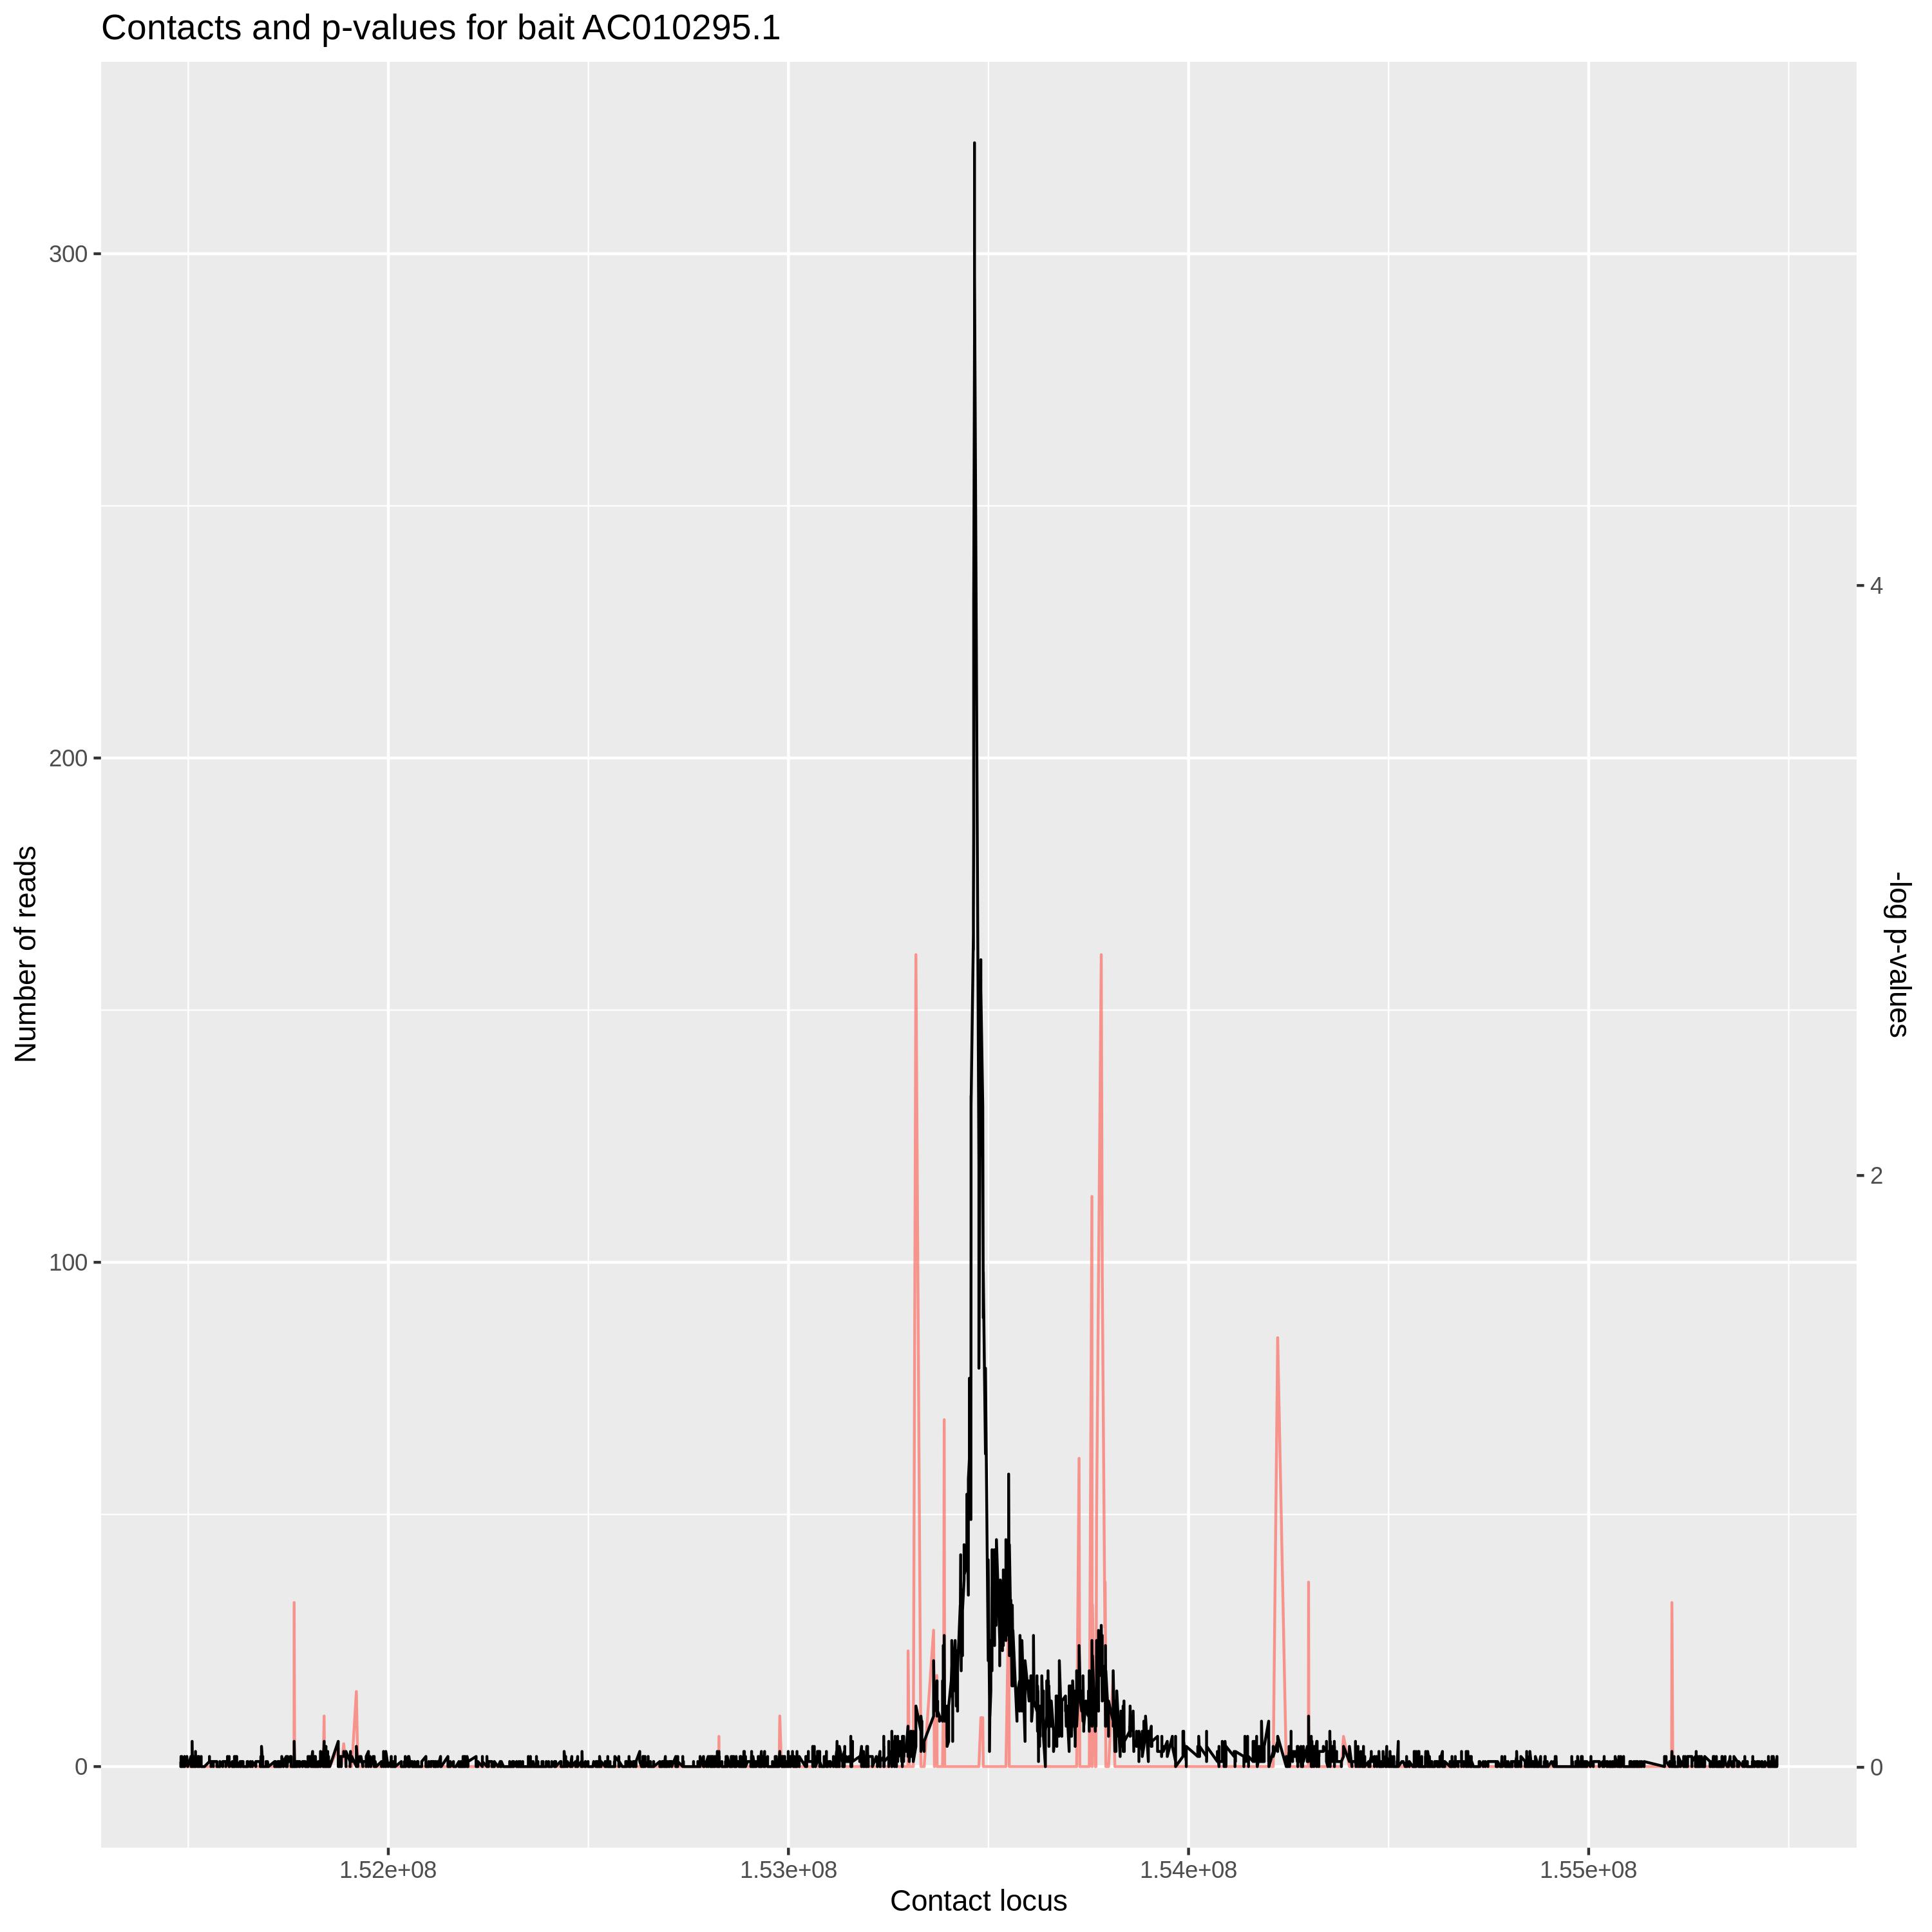 Contacts and p-values for bait AC010295.1
300
200
100
0
Number of reads
4
2
0
-log p-values
1.52e+08 1.53e+08 1.54e+08 1.55e+08
Contact locus